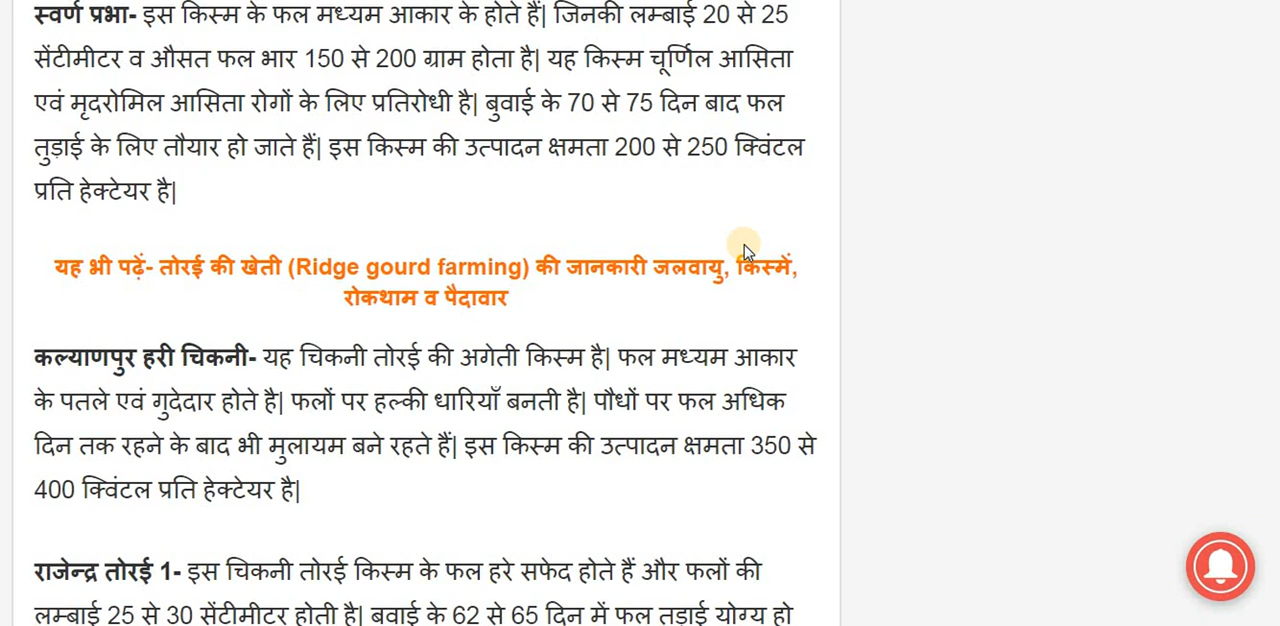 स्वर्ण प्रभा- इस किस्म के फल मध्यम आकार के होते हैं| जिनकी लम्बाई 20 से 25
सेंटीमीटर व औसत फल भार 150 से 200 ग्राम होता है| यह किस्म चूर्णिल आसिता
एवं मृदरोमिल आसिता रोगों के लिए प्रतिरोधी है| बुवाई के 70 से 75 दिन बाद फल
तुड़ाई के लिए तौयार हो जाते हैं| इस किस्म की उत्पादन क्षमता 200 से 250 क्विंटल
प्रति हेक्टेयर है|
यह भी पढ़ें- तोरई की खेती (Ridge gourd farming) की जानकारी जलवायु, किस्में,
रोकथाम व पैदावार
कल्याणपुर हरी चिकनी- यह चिकनी तोरई की अगेती किस्म है| फल मध्यम आकार
के पतले एवं गुदेदार होते है| फलों पर हल्की धारियाँ बनती है| पौधों पर फल अधिक
दिन तक रहने के बाद भी मुलायम बने रहते हैं| इस किस्म की उत्पादन क्षमता 350 से
400 क्विंटल प्रति हेक्टेयर है|
राजेन्द्र तोरई 1- इस चिकनी तोरई किस्म के फल हरे सफेद होते हैं और फलों की
लम्बाई 25 से 30 सेंटीमीटर होती है| बुवाई के 62 से 65 दिन में फल तुड़ाई योग्य हो